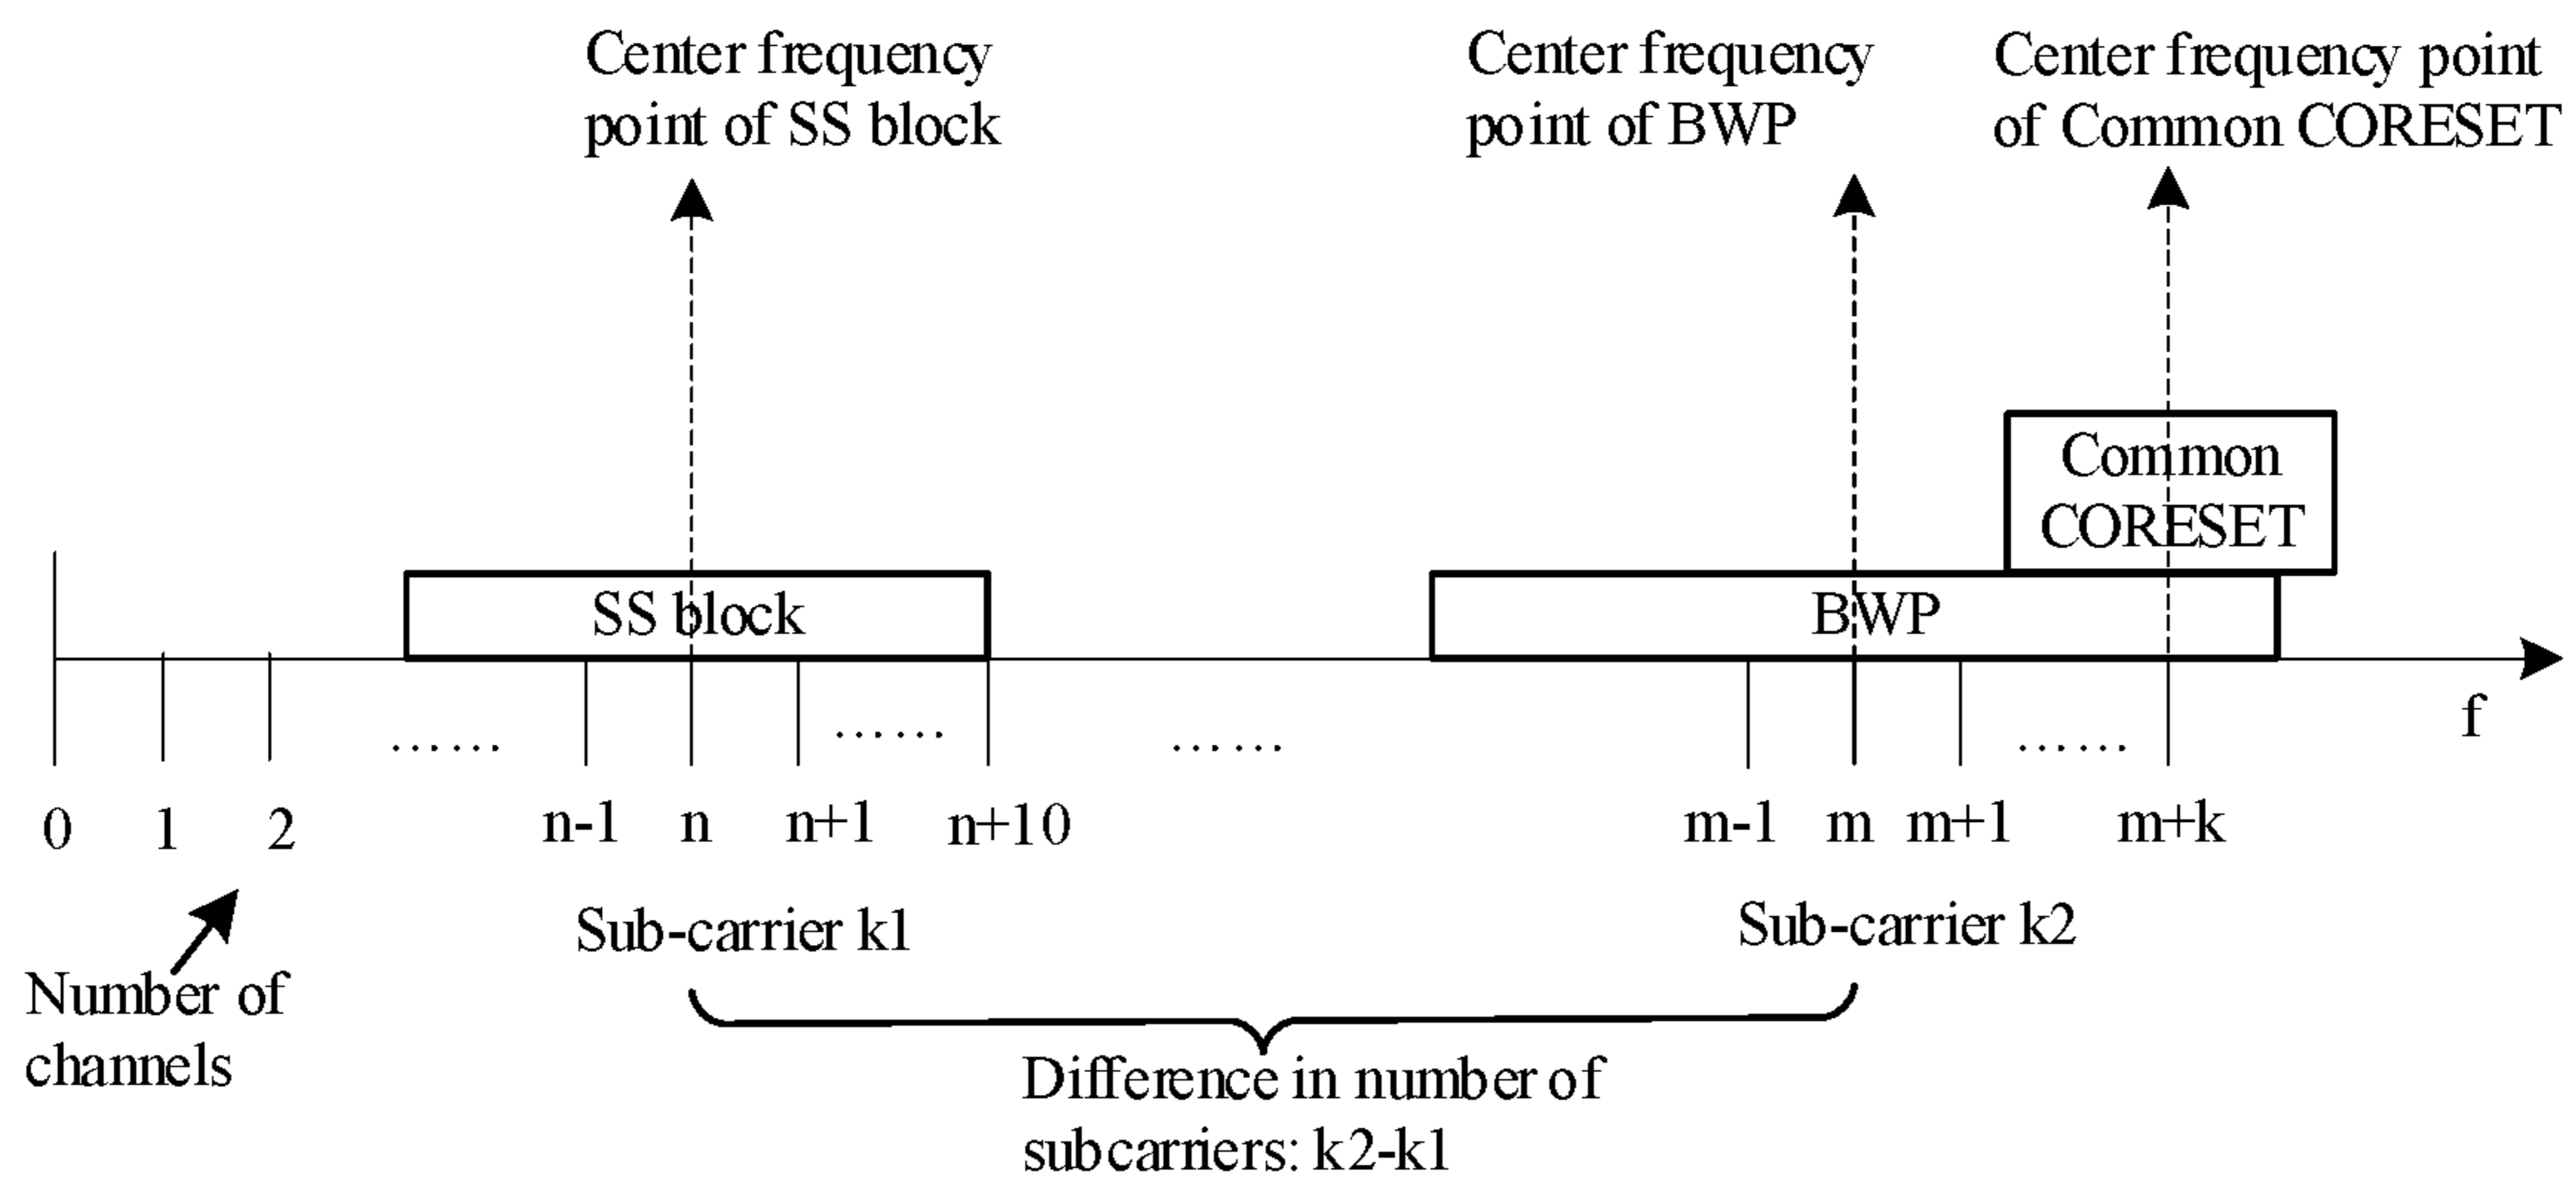 Center frequency
point of SS block
Center frequency
point of BWP
Center frequency point
of Common CORESET
Common
CORESET
SS block
BWP
f
......
......
......
......
0
1
2
n-1
n
n+1
n+10
m-1
m
m+1
m+k
Sub-carrier k1
Sub-carrier k2
Number of
channels
Difference in number of
subcarriers: k2-k1